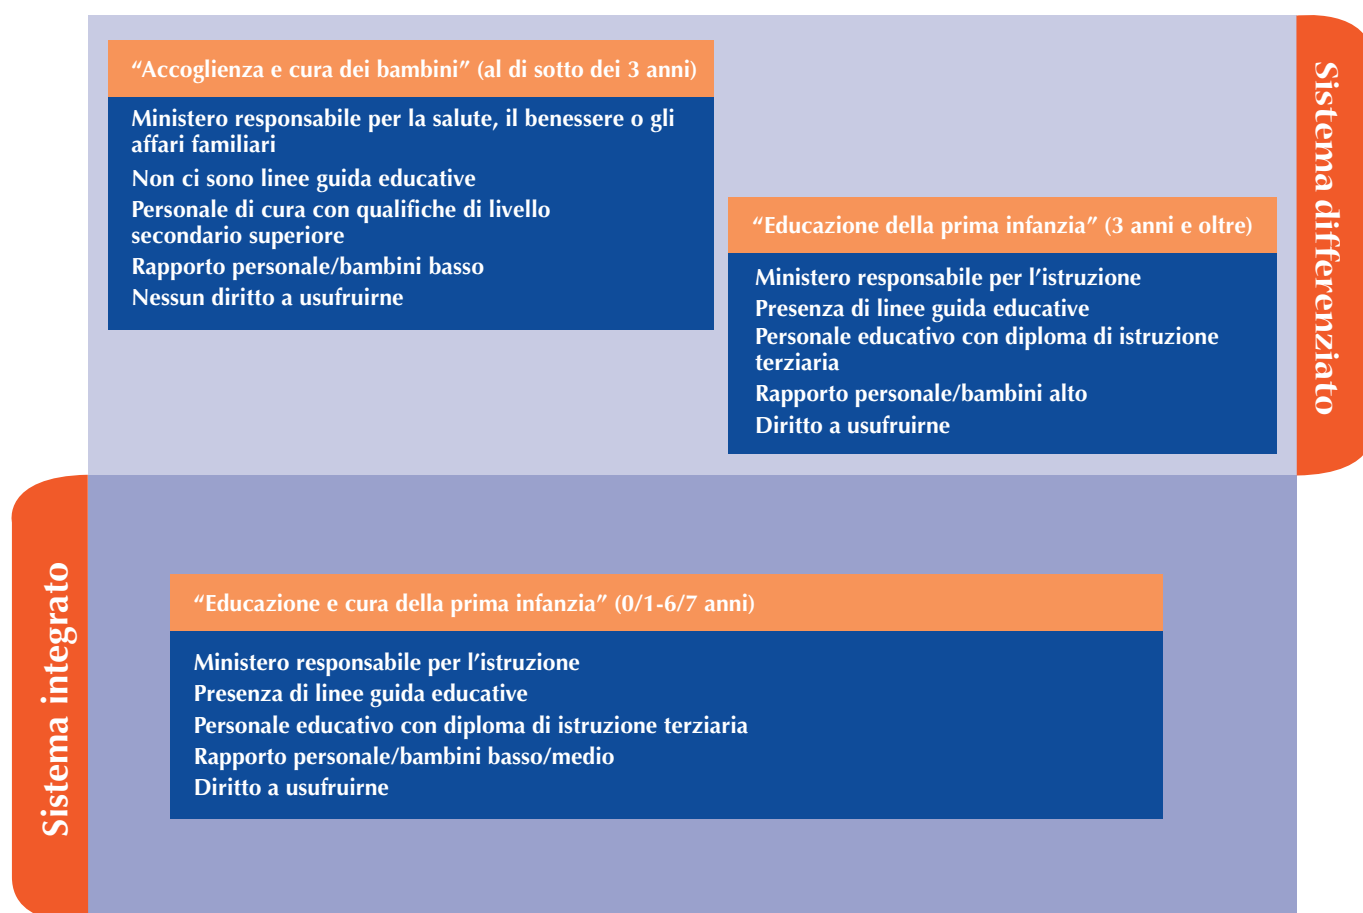 “Accoglienza e cura dei bambini” (al di sotto dei 3 anni)
Ministero responsabile per la salute, il benessere o gli
affari familiari
Non ci sono linee guida educative
Personale di cura con qualifiche di livello
secondario superiore
Rapporto personale/bambini basso
Nessun diritto a usufruirne
“Educazione della prima infanzia” (3 anni e oltre)
Ministero responsabile per l’istruzione
Presenza di linee guida educative
Personale educativo con diploma di istruzione
terziaria
Rapporto personale/bambini alto
Diritto a usufruirne
Sistema differenziato
Sistema integrato
“Educazione e cura della prima infanzia” (0/1-6/7 anni)
Ministero responsabile per l’istruzione
Presenza di linee guida educative
Personale educativo con diploma di istruzione terziaria
Rapporto personale/bambini basso/medio
Diritto a usufruirne